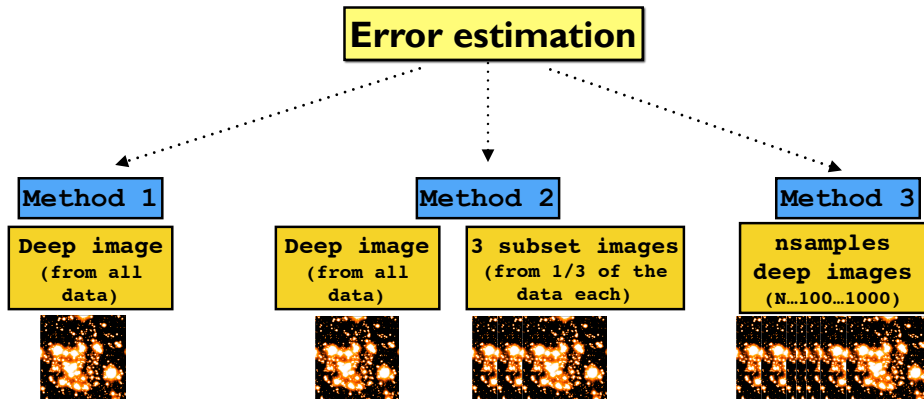 Error estimation
Method 1
Method 2
Method 3
Deep image
(from all
data)
Deep image
(from all
data)
3 subset images
(from 1/3 of the
data each)
nsamples
deep images
(N…100…1000)